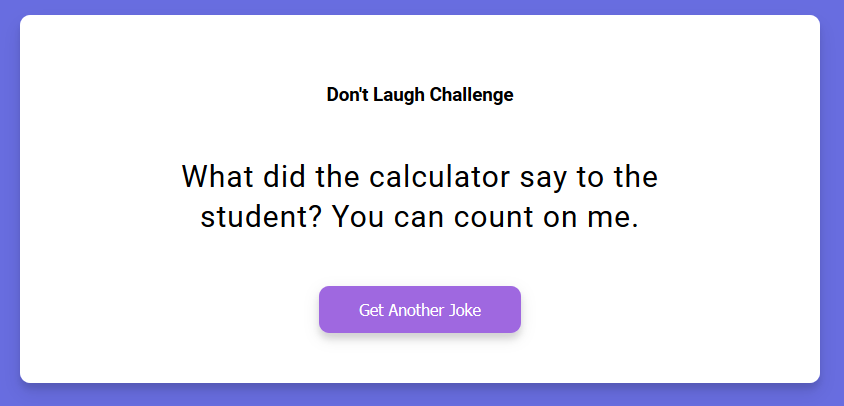 Don't Laugh Challenge
What did the calculator say to the
student? You can count on me.
Get Another Joke